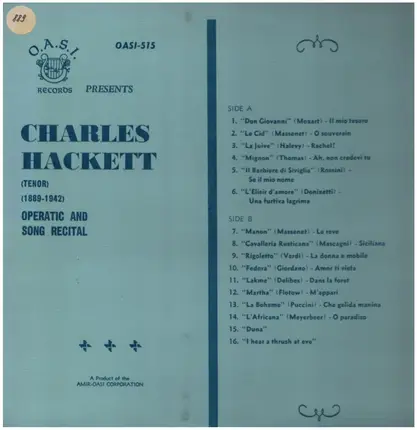 889
O.A.S.I.
RECORDS PRESENTS
OASI-515
CHARLES
HACKETT
(TENOR)
(1889-1942)
OPERATIC AND
SONG RECITAL
A Product of the
AMER-OASI CORPORATION
SIDE A
1. "Don Giovanni" (Mozart) - Il mio tesoro
2. "Le Cid" (Massenet) - O souverain
3. "La Juive" (Halevy) - Rachel!
4. "Mignon" (Thomas) - Ah, non credevi tu
5. "Il Barbiere di Siviglia" (Rossini) -
Se il mio nome
6. "L'Elisir d'amore" (Donizetti) -
Una furtiva lagrima
SIDE B
7. "Manon" (Massenet) - Le reve
8. "Cavalleria Rusticana" (Mascagni) - Siciliana
9. "Rigoletto" (Verdi) - La donna e mobile
10. "Fedora" (Giordano) - Amor ti vieta
11. "Lakme" (Delibes) - Dans la foret
12. "Martha" (Flotow) - M'appari
13. "La Boheme" (Puccini) - Che gelida manina
14. "L'Africana" (Meyerbeer) - O paradiso
15. "Duna"
16. "I hear a thrush at eve"